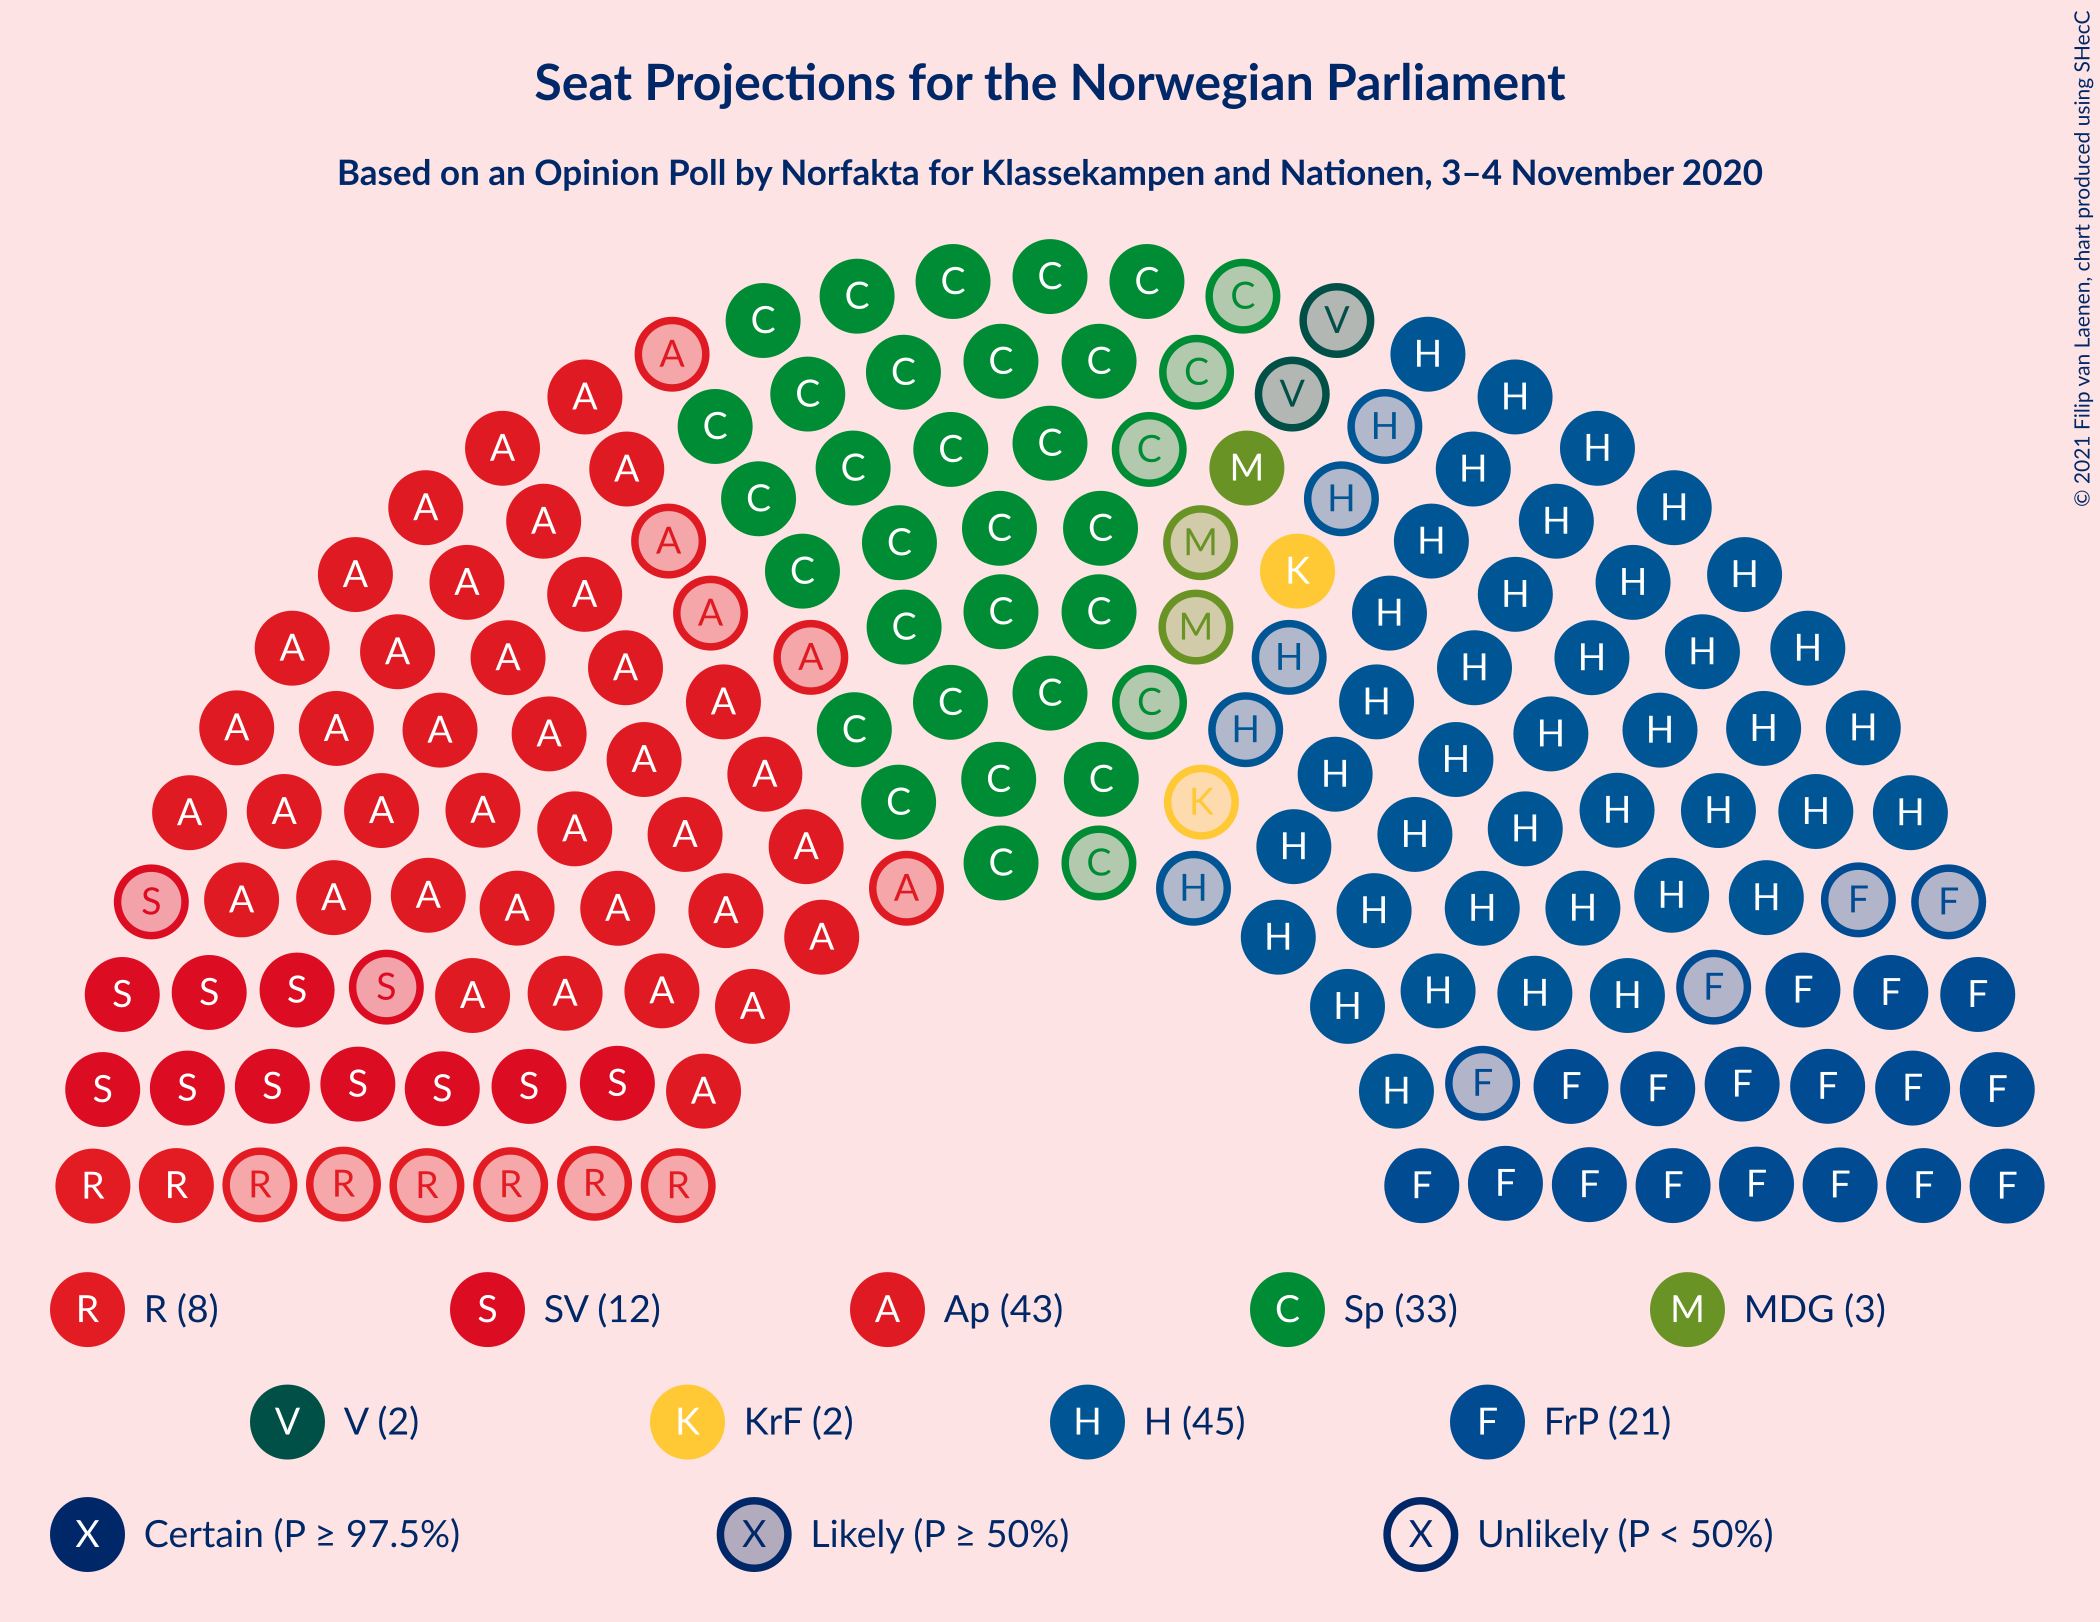 Seat Projections for the Norwegian Parliament
Based on an Opinion Poll by Norfakta for Klassekampen and Nationen, 3–4 November 2020
© 2021 Filip van Laenen, chart produced using SHecC
C C C C C C V
A C C C C C C V H
A A C C C C C M H H H
A A A C C C C M K H H H H
A A A A C C C C M H H H H H
A A A A A A C C C C H H H H H H H
A A A A A A C C C K H H H H H H
A A A A A A A A C C H H H H H H H H H
S A A A A A A A H H H H H H H F F
S S S S A A A A H H H H F F F F
S S S S S S S A H F F F F F F F
R R R R R R R R F F F F F F F F
R R (8) S SV (12) A Ap (43) C Sp (33) M MDG (3)
V V (2) K KrF (2) H H (45) F FrP (21)
X Certain (P ≥ 97.5%) X Likely (P ≥ 50%) X Unlikely (P < 50%)